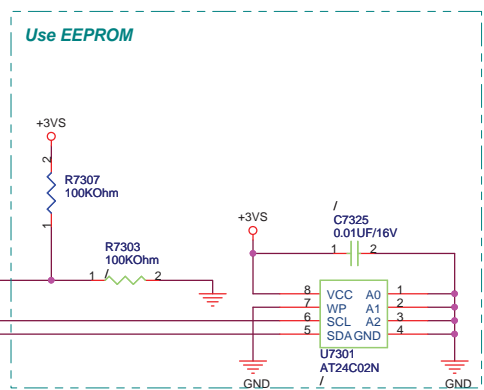 Use EEPROM
+3VS
2
R7307
100KOhm
1
R7303
100KOhm
/
1
2
+3VS
/
C7325
0.01UF/16V
1
2
8 VCC A0 1
7 WP A1 2
6 SCL A2 3
5 SDA GND 4
U7301
AT24C02N
/
GND
GND